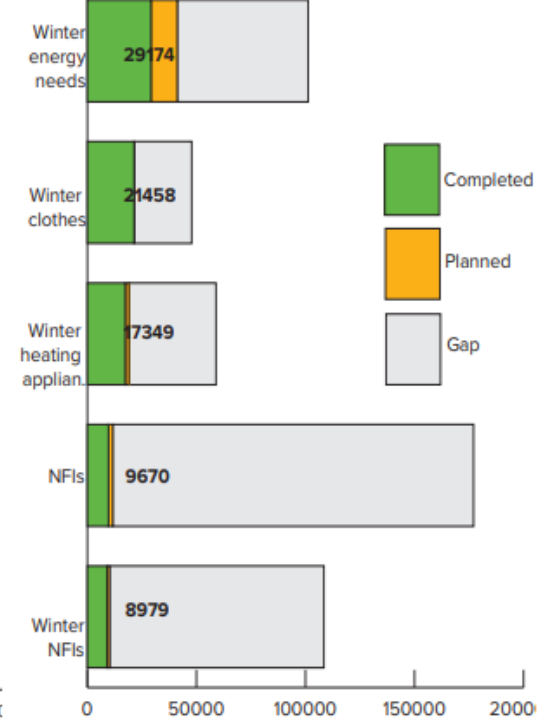 Winter
energy
needs
29174
Winter
clothes
21458
Completed
Planned
Gap
Winter
heating
applian.
17349
NFIs
9670
Winter
NFIs
8979
0
50000
100000
150000
20000